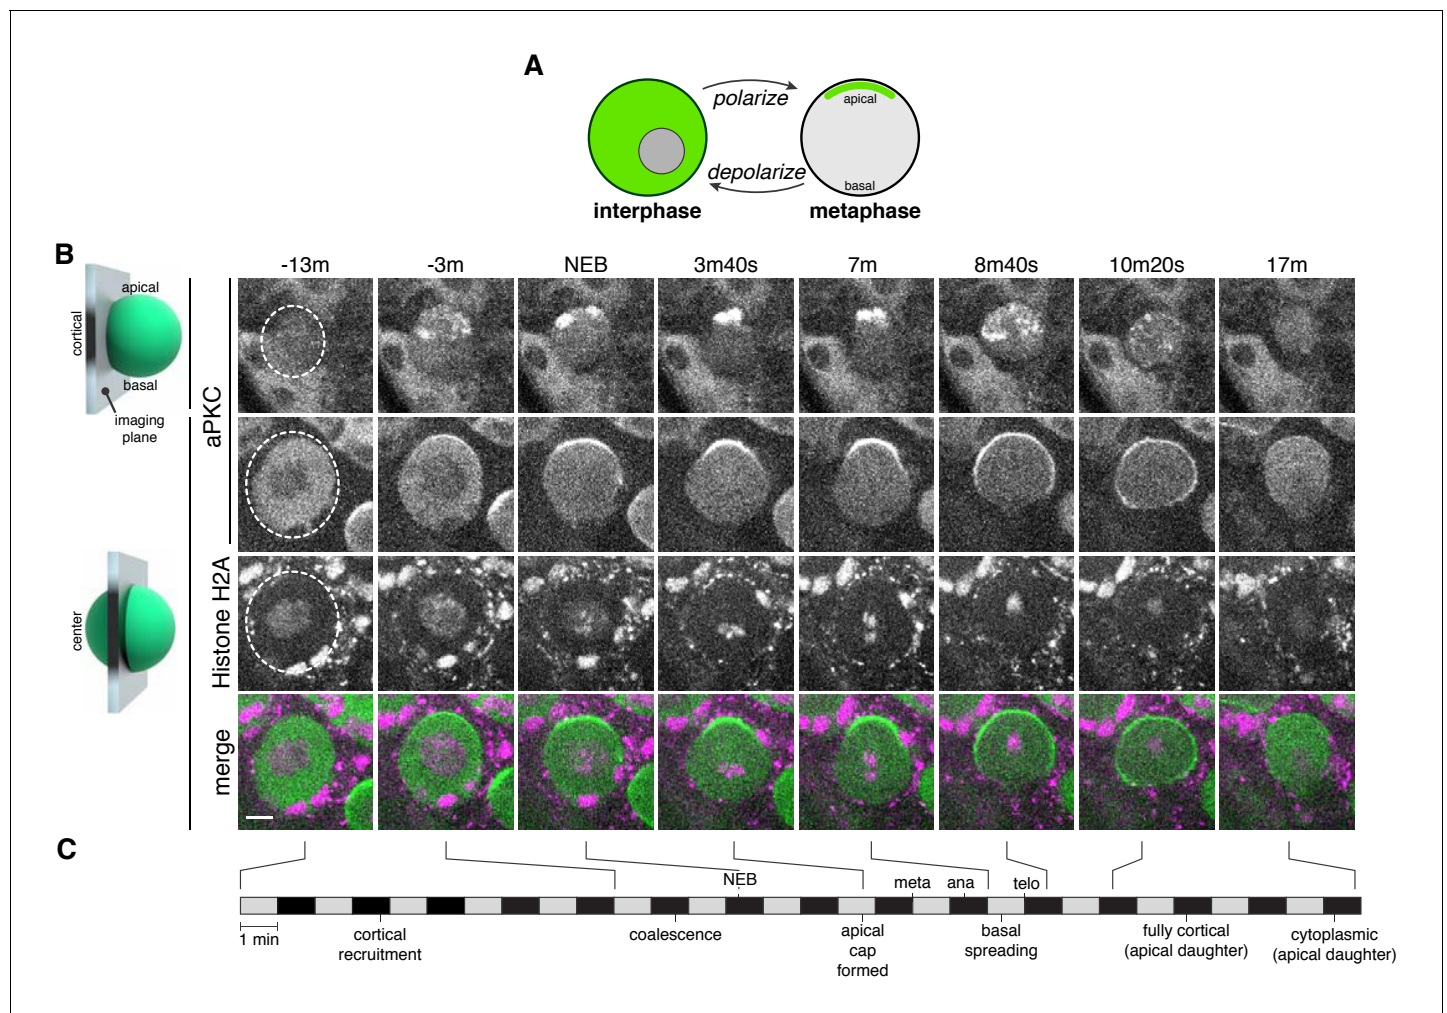 A
polarize
apical
depolarize
basal
interphase
metaphase
B
-13m
-3m
NEB
3m40s
7m
8m40s
10m20s
17m
apical
cortical
basal
imaging
plane
aPKC
center
Histone H2A
merge
C
NEB
meta
ana
telo
1 min
cortical
recruitment
coalescence
apical
cap
formed
basal
spreading
fully cortical
(apical daughter)
cytoplasmic
(apical daughter)